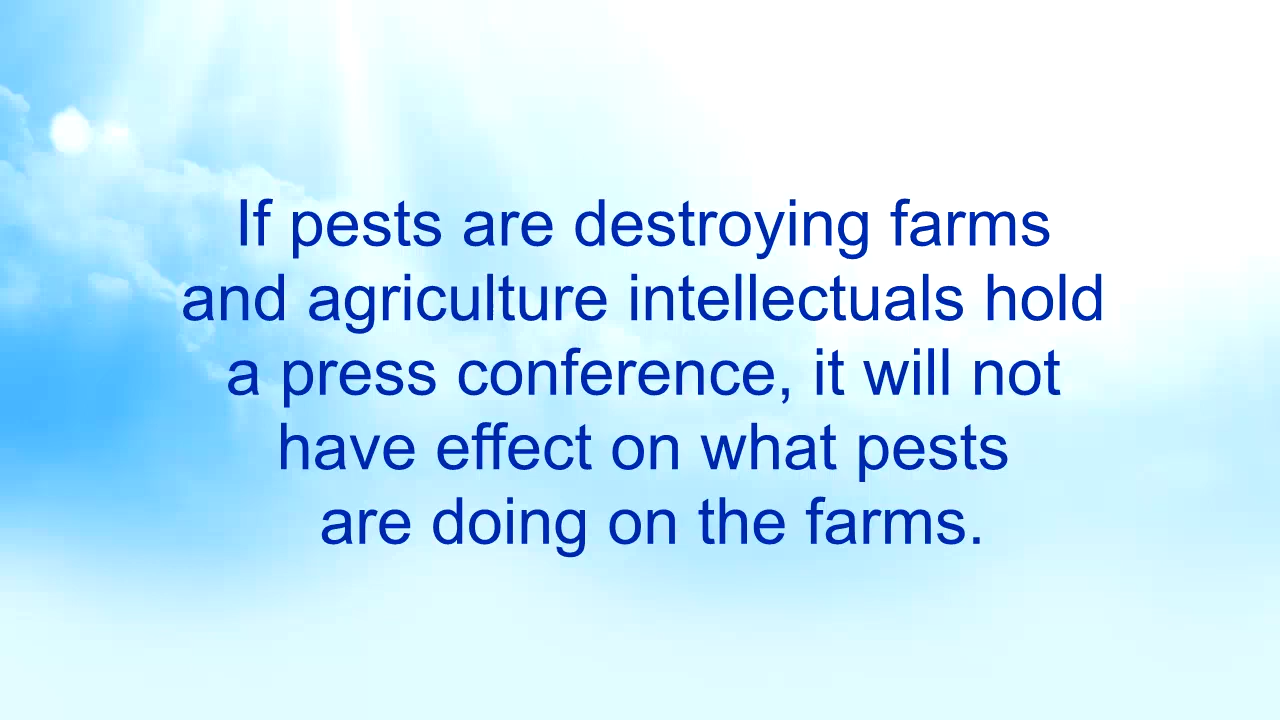 If pests are destroying farms
and agriculture intellectuals hold
a press conference, it will not
have effect on what pests
are doing on the farms.